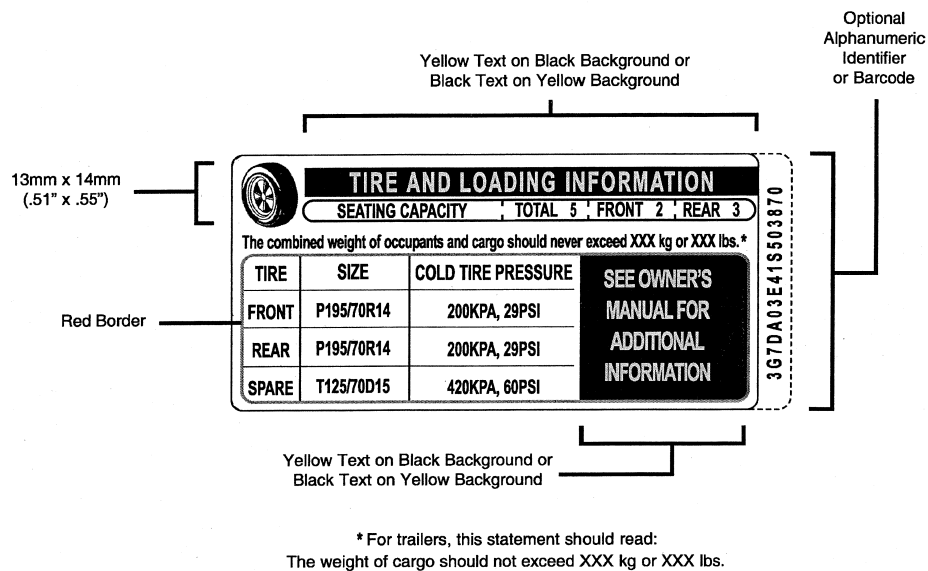 Optional
Alphanumeric
Identifier
or Barcode
Yellow Text on Black Background or
Black Text on Yellow Background
13mm x 14mm
(.51" x .55")
TIRE AND LOADING INFORMATION
SEATING CAPACITY TOTAL 5 FRONT 2 REAR 3
The combined weight of occupants and cargo should never exceed XXX kg or XXX lbs.*
TIRE SIZE COLD TIRE PRESSURE
FRONT P195/70R14 200KPA, 29PSI
REAR P195/70R14 200KPA, 29PSI
SPARE T125/70D15 420KPA, 60PSI
SEE OWNER'S
MANUAL FOR
ADDITIONAL
INFORMATION
3G7DA03E41S503870
Red Border
Yellow Text on Black Background or
Black Text on Yellow Background
* For trailers, this statement should read:
The weight of cargo should not exceed XXX kg or XXX lbs.